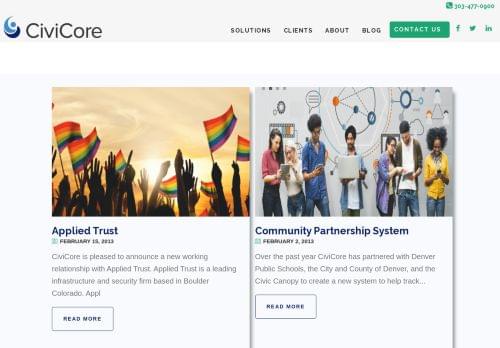 303-477-0900
CiviCore
SOLUTIONS CLIENTS ABOUT BLOG CONTACT US
Applied Trust
FEBRUARY 15, 2013
CiviCore is pleased to announce a new working
relationship with Applied Trust. Applied Trust is a leading
infrastructure and security firm based in Boulder
Colorado. Appl
READ MORE
Community Partnership System
FEBRUARY 2, 2013
Over the past year CiviCore has partnered with Denver
Public Schools, the City and County of Denver, and the
Civic Canopy to create a new system to help track...
READ MORE